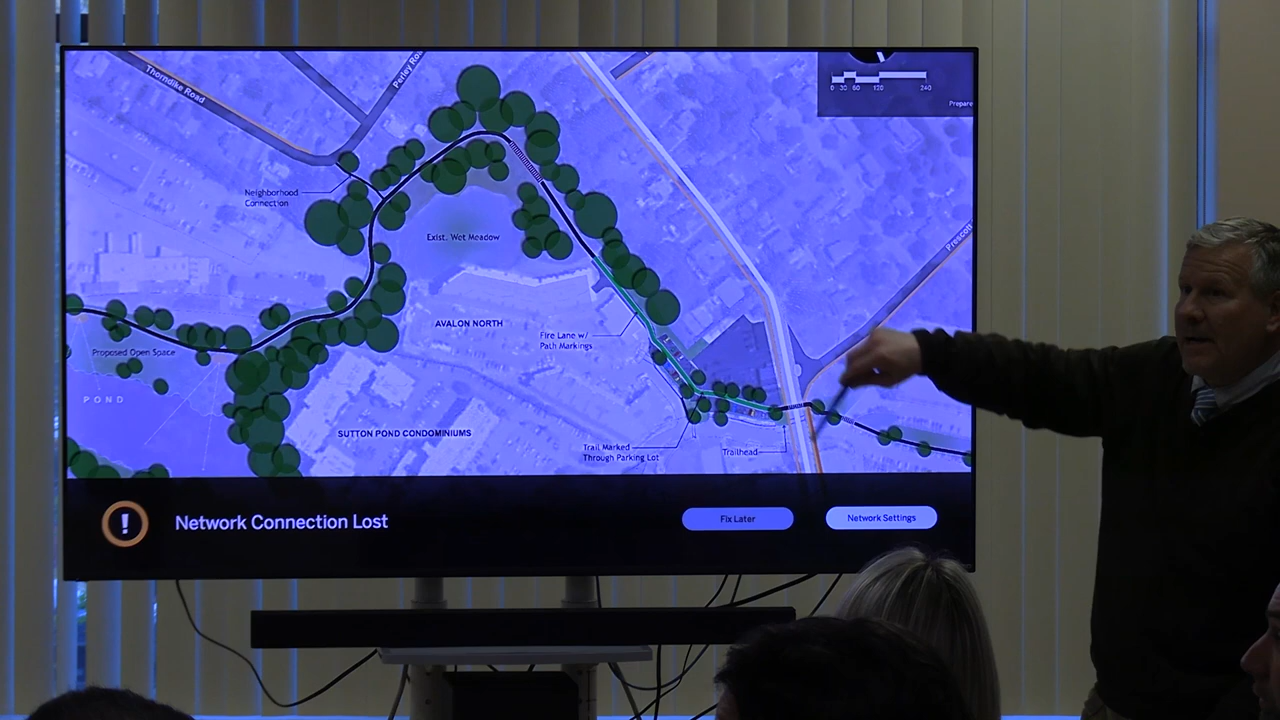 Thorndike Road
Perley Roa
0 30 60 120 240
Prepare
Neighborhood
Connection
Exist. Wet Meadow
Prescott
AVALON NORTH
Fire Lane w/
Path Markings
Proposed Open Space
POND
SUTTON POND CONDOMINIUMS
Trail Marked
Through Parking Lot
Trailhead
!
Network Connection Lost
Fix Later
Network Settings